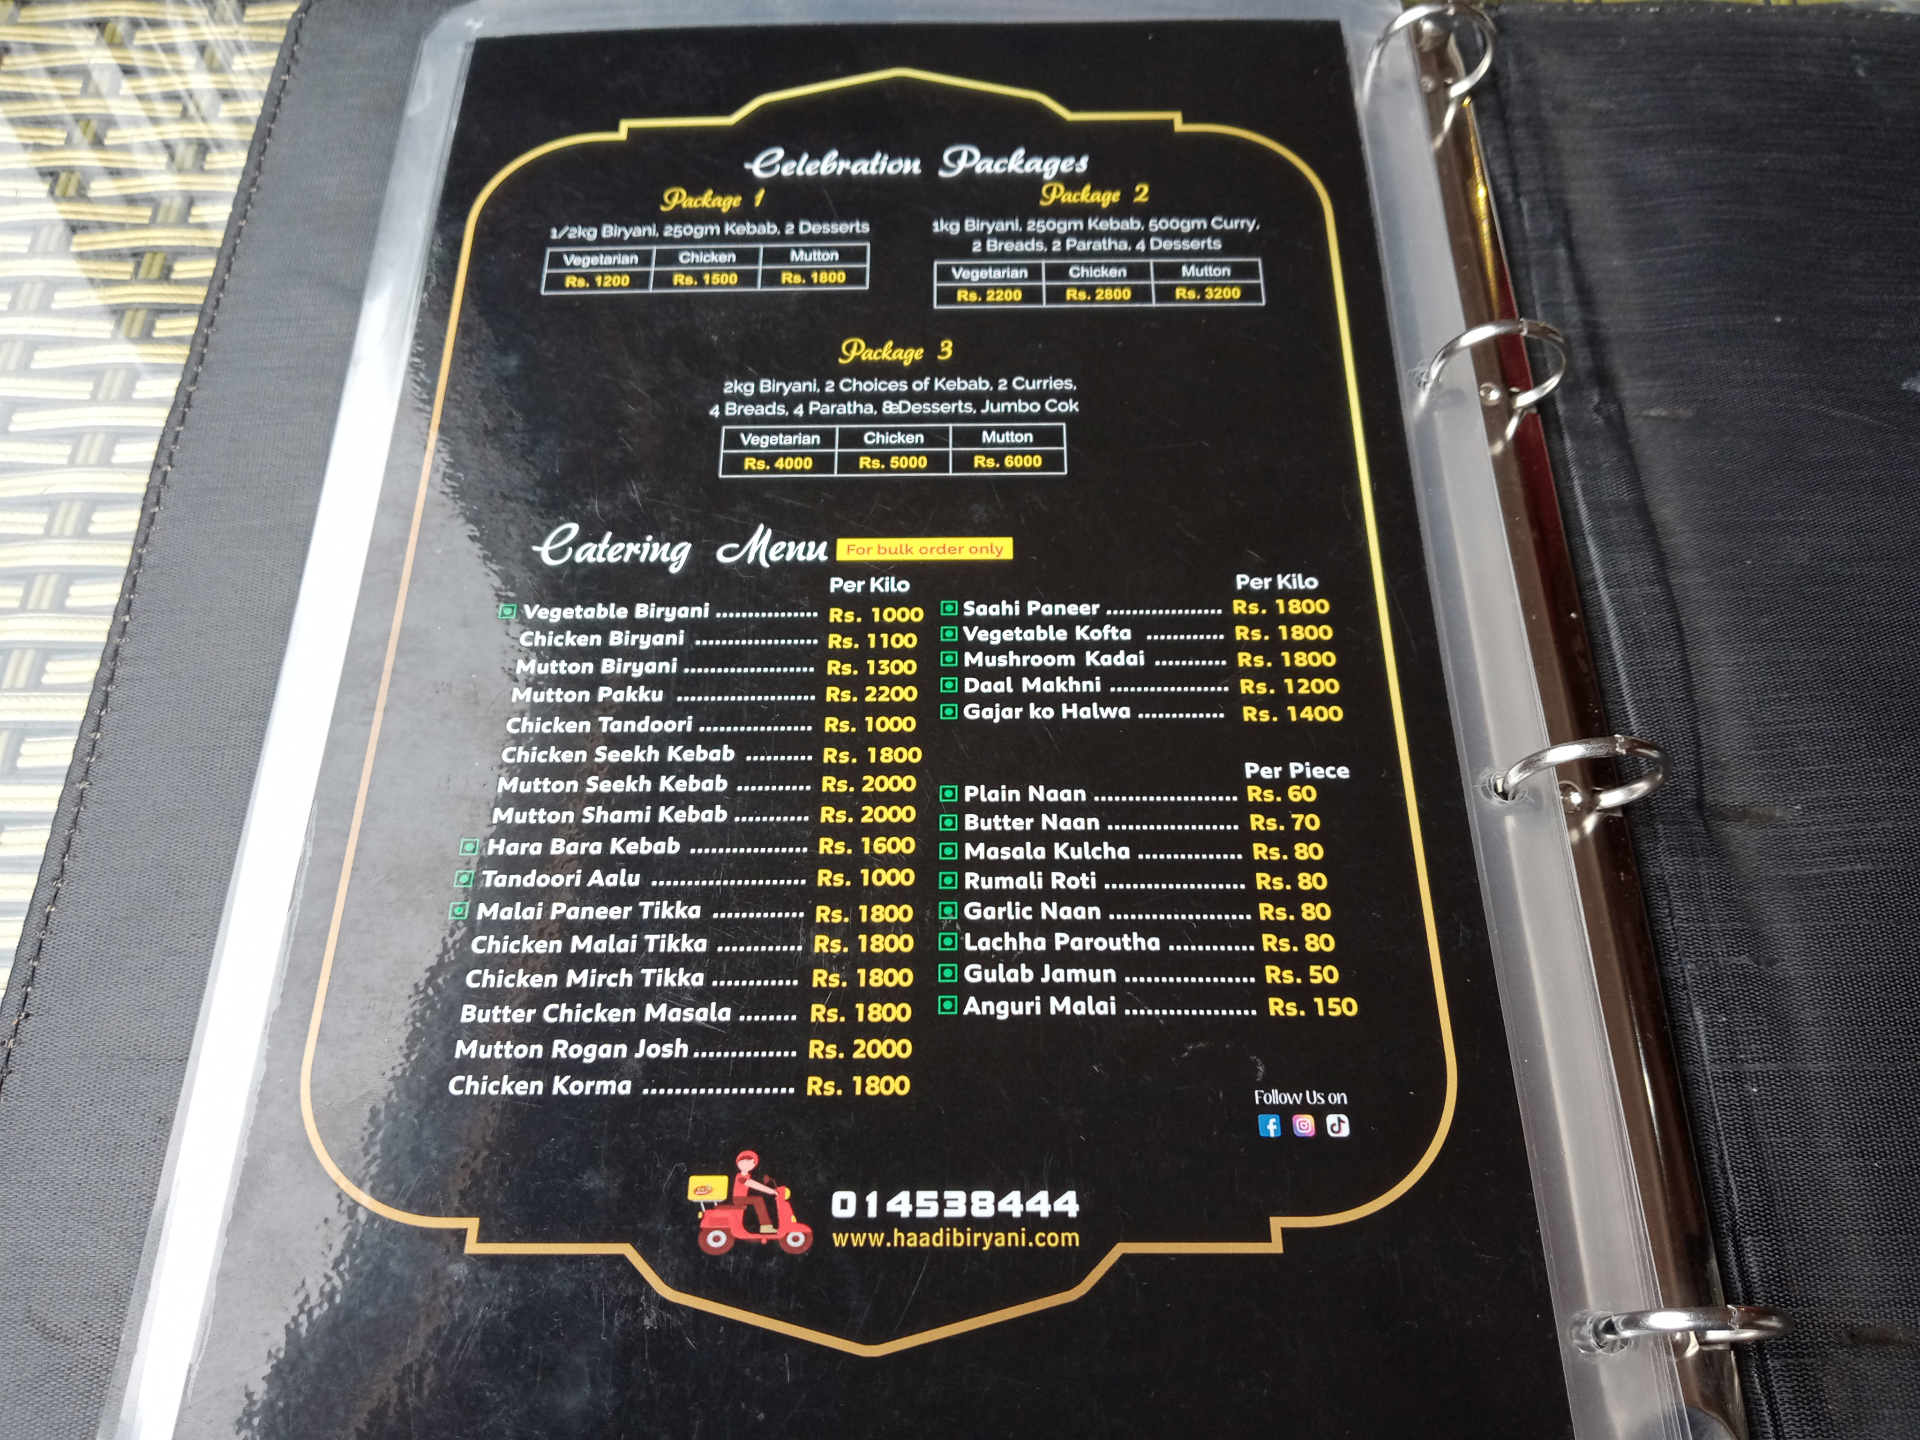 Celebration Packages
Package 1
1/2kg Biryani, 250gm Kebab, 2 Desserts
Vegetarian Chicken Mutton
Rs. 1200 Rs. 1500 Rs. 1800
Package 2
1kg Biryani, 250gm Kebab, 500gm Curry,
2 Breads, 2 Paratha, 4 Desserts
Vegetarian Chicken Mutton
Rs. 2200 Rs. 2800 Rs. 3200
Package 3
2kg Biryani, 2 Choices of Kebab, 2 Curries,
4 Breads, 4 Paratha, Desserts, Jumbo Cok
Vegetarian Chicken Mutton
Rs. 4000 Rs. 5000 Rs. 6000
Catering Menu For bulk order only
Per Kilo
Vegetable Biryani ............... Rs. 1000
Chicken Biryani .................. Rs. 1100
Mutton Biryani ................... Rs. 1300
Mutton Pakku .................... Rs. 2200
Chicken Tandoori ................ Rs. 1000
Chicken Seekh Kebab .......... Rs. 1800
Mutton Seekh Kebab ........... Rs. 2000
Mutton Shami Kebab ........... Rs. 2000
Hara Bara Kebab ................. Rs. 1600
Tandoori Aalu ...................... Rs. 1000
Malai Paneer Tikka ............. Rs. 1800
Chicken Malai Tikka ............ Rs. 1800
Chicken Mirch Tikka ............ Rs. 1800
Butter Chicken Masala ........ Rs. 1800
Mutton Rogan Josh .............. Rs. 2000
Chicken Korma .................... Rs. 1800
Per Kilo
Saahi Paneer .................. Rs. 1800
Vegetable Kofta ............ Rs. 1800
Mushroom Kadai ........... Rs. 1800
Daal Makhni .................. Rs. 1200
Gajar ko Halwa ............. Rs. 1400
Per Piece
Plain Naan ...................... Rs. 60
Butter Naan .................... Rs. 70
Masala Kulcha ................ Rs. 80
Rumali Roti ..................... Rs. 80
Garlic Naan ..................... Rs. 80
Lachha Paroutha ............. Rs. 80
Gulab Jamun .................... Rs. 50
Anguri Malai .................... Rs. 150
Follow Us on
014538444
www.haadibiryani.com